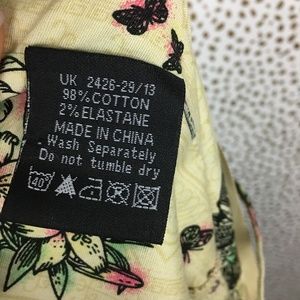 UK 2426-29/13
98%COTTON
2%ELASTANE
MADE IN CHINA
Wash Separately
Do not tumble dry
40